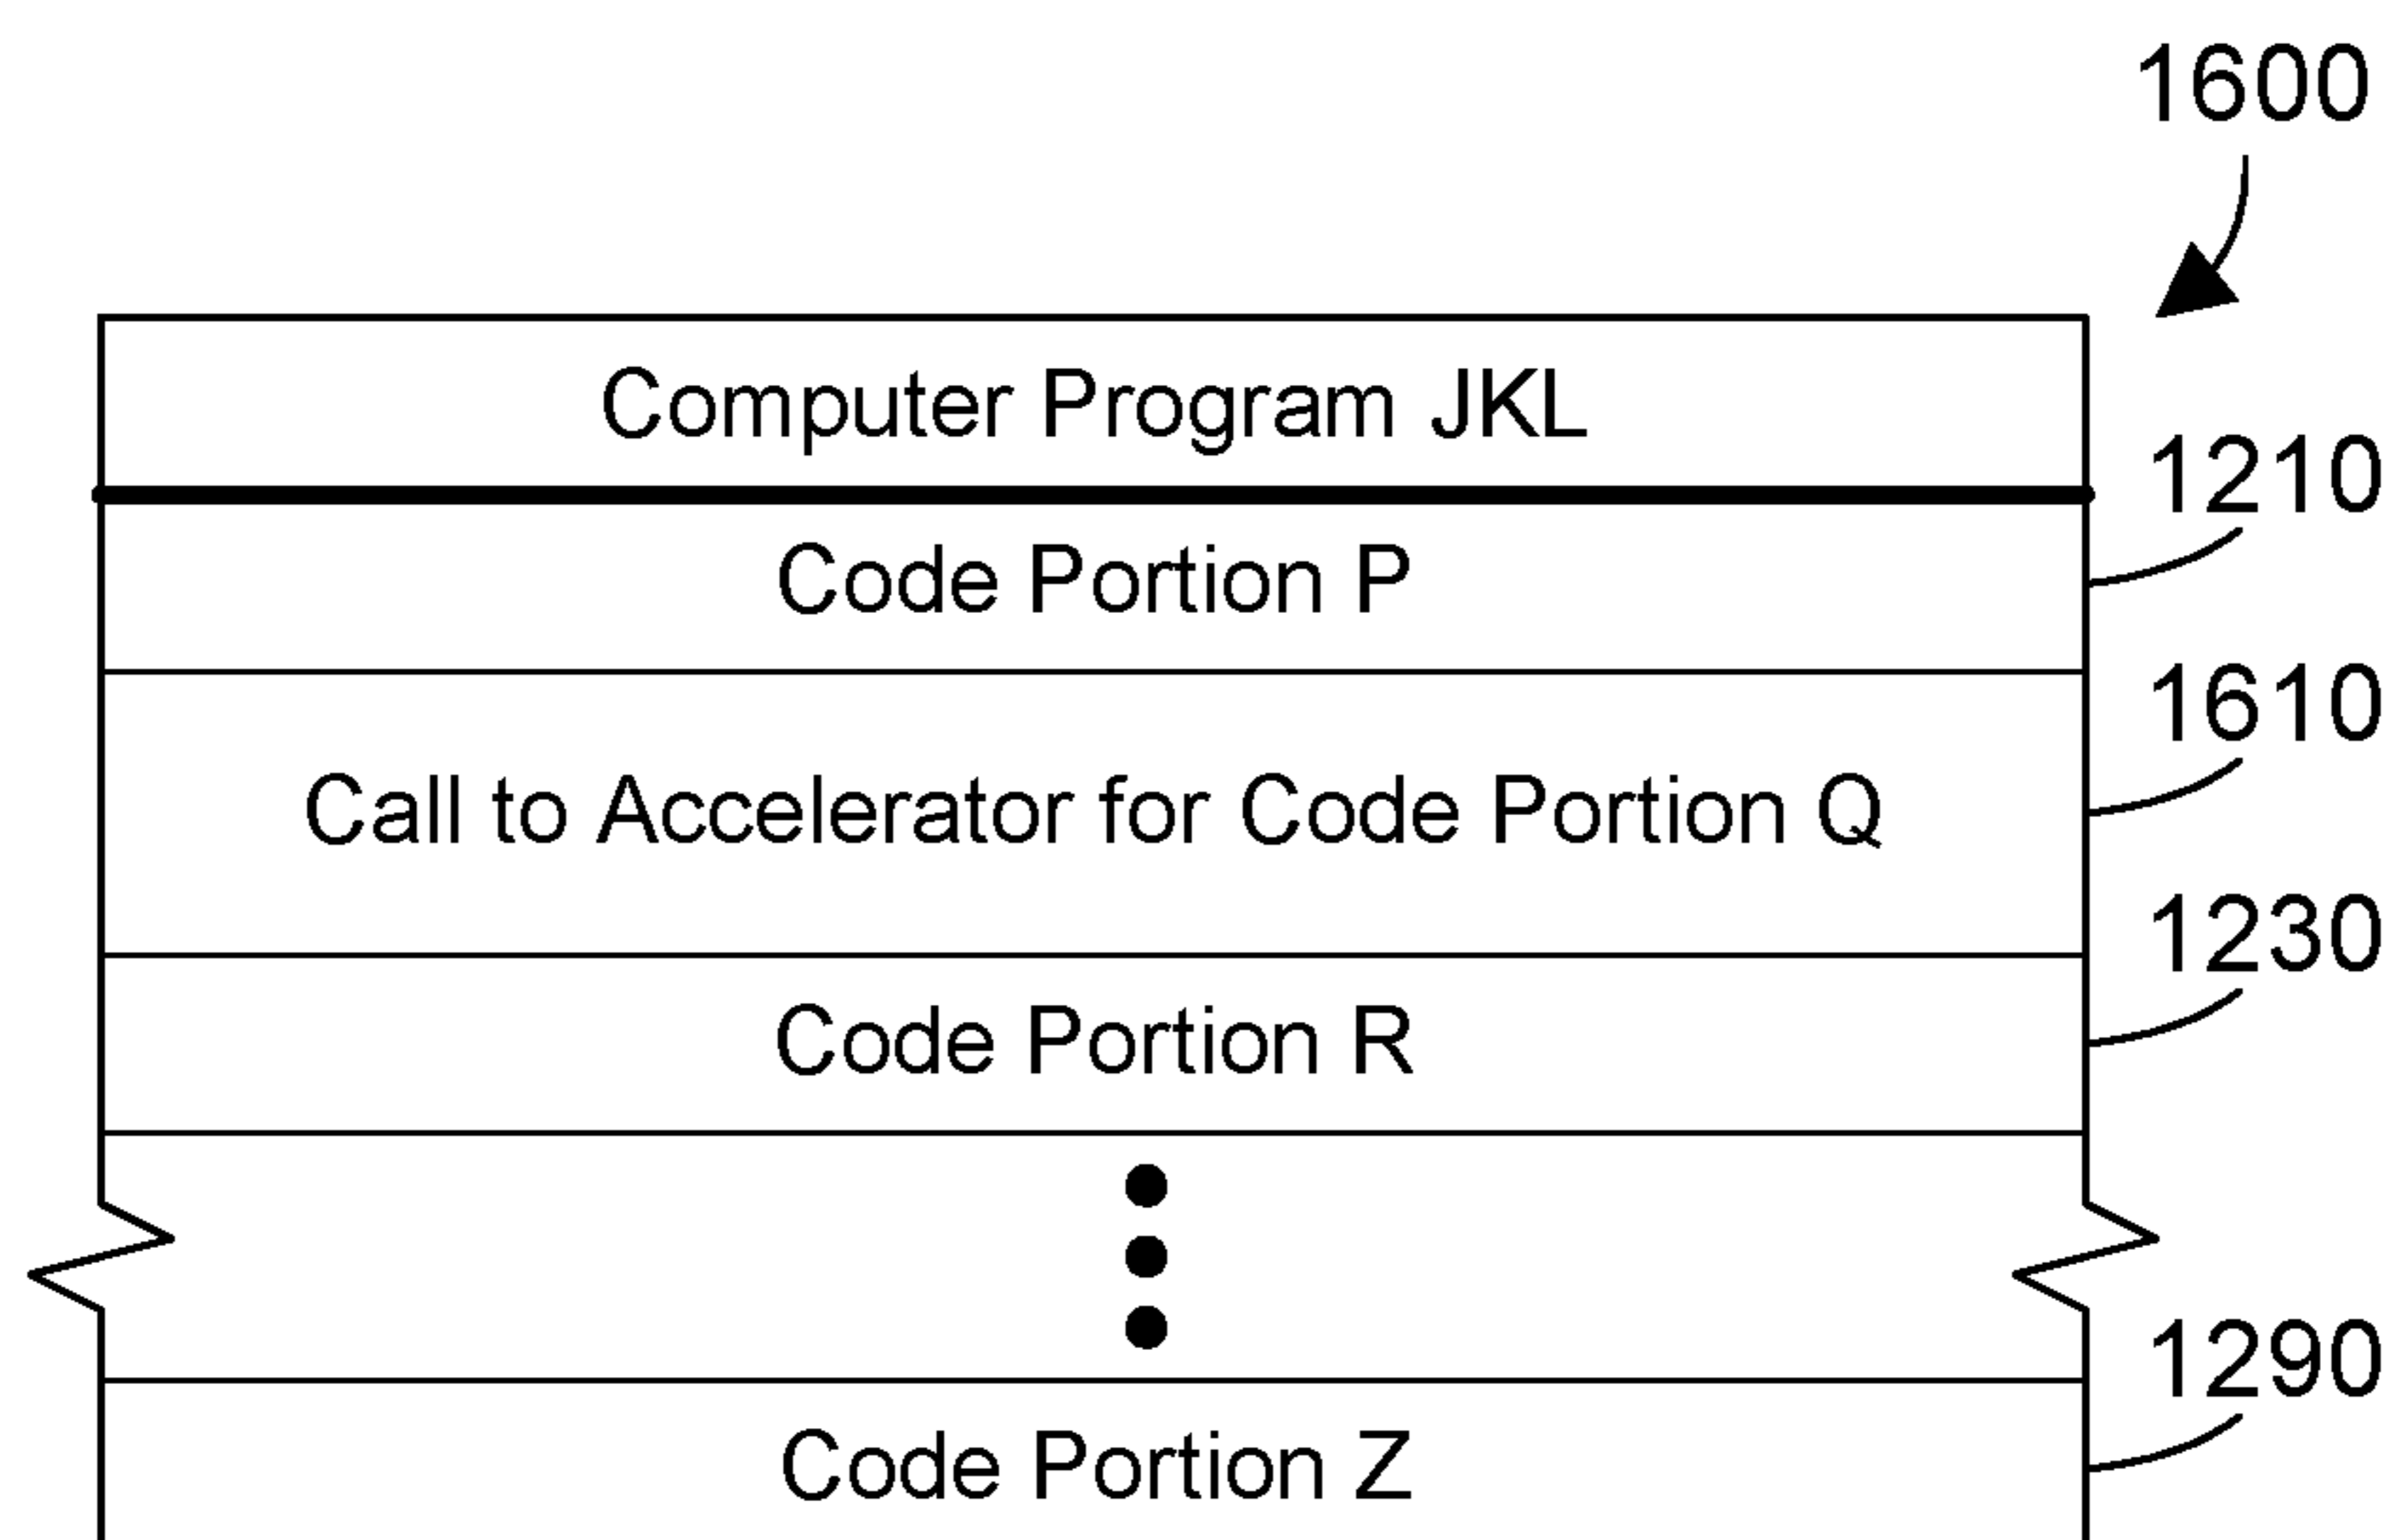 1600
Computer Program JKL
1210
Code Portion P
1610
Call to Accelerator for Code Portion Q
1230
Code Portion R
1290
Code Portion Z